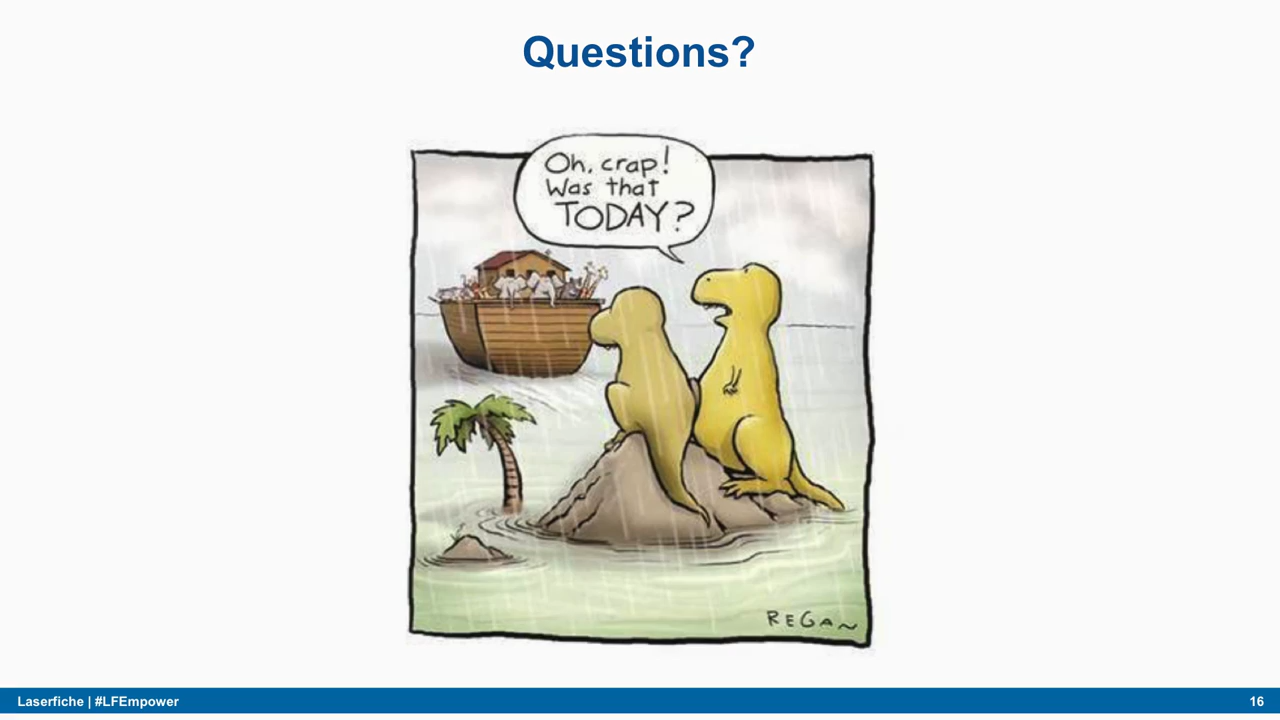 Questions?
Oh, crap!
Was that
TODAY?
REGAN
Laserfiche | #LFEmpower
16